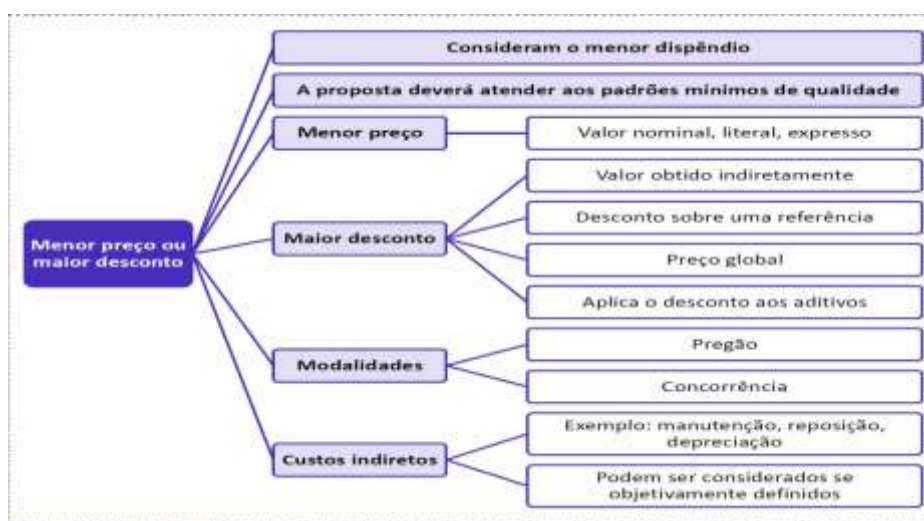 Menor preço ou
maior desconto
Consideram o menor dispêndio
A proposta deverá atender aos padrões mínimos de qualidade
Menor preço
Valor nominal, literal, expresso
Maior desconto
Valor obtido indiretamente
Desconto sobre uma referência
Preço global
Aplica o desconto aos aditivos
Modalidades
Pregão
Concorrência
Custos indiretos
Exemplo: manutenção, reposição,
depreciação
Podem ser considerados se
objetivamente definidos